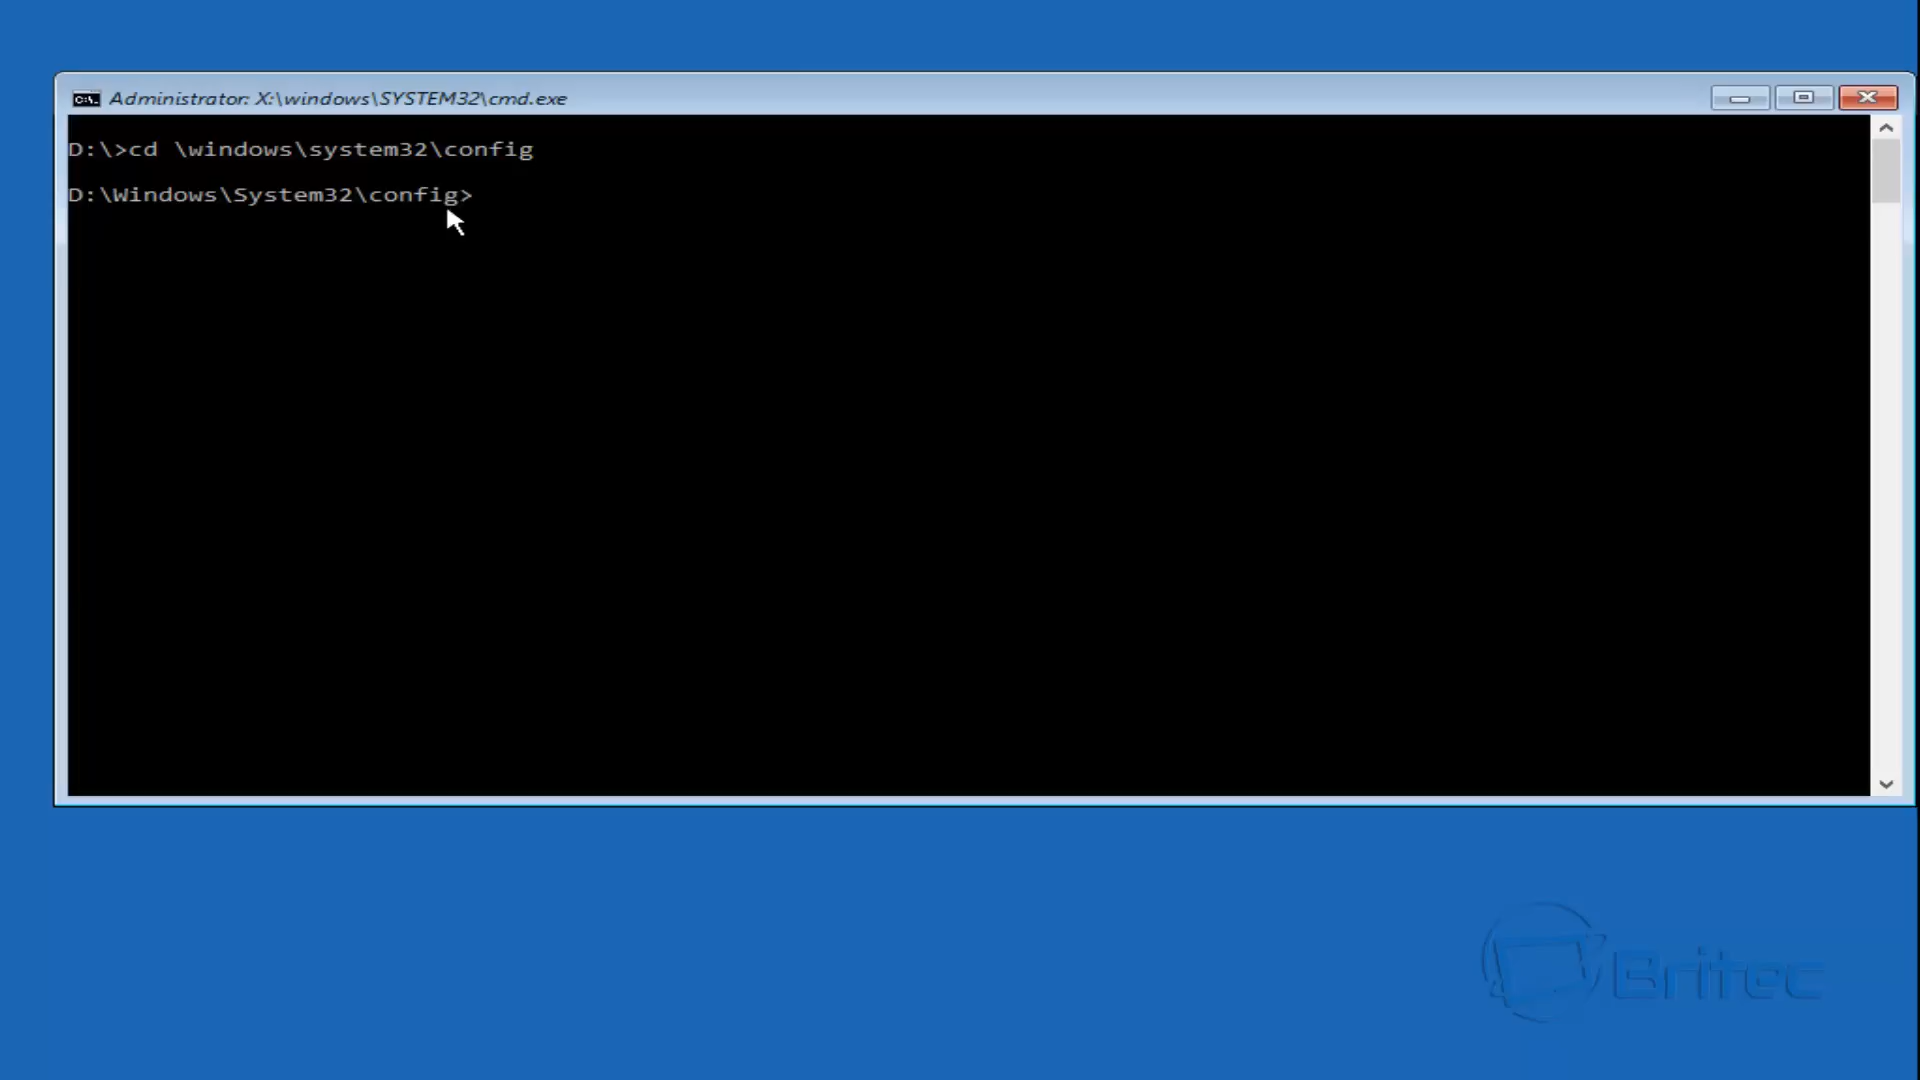 Administrator: X:\windows\SYSTEM32\cmd.exe
D:\>cd \windows\system32\config
D:\Windows\System32\config>
Britec